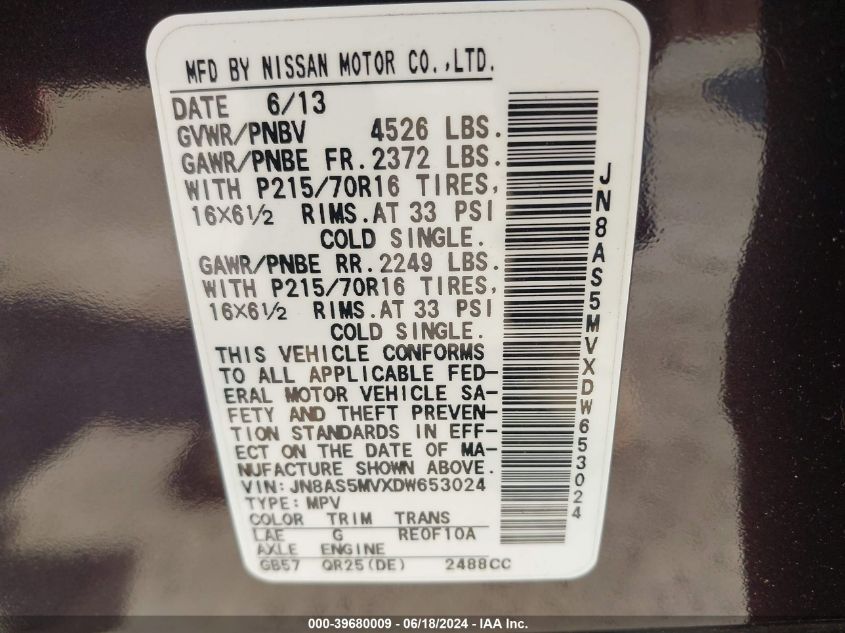 MFD BY NISSAN MOTOR CO.,LTD.
DATE 6/13
GVWR/PNBV 4526 LBS.
GAWR/PNBE FR.2372 LBS.
WITH P215/70R16 TIRES,
16X6½ RIMS.AT 33 PSI
COLD SINGLE.
GAWR/PNBE RR.2249 LBS.
WITH P215/70R16 TIRES,
16X6½ RIMS.AT 33 PSI
COLD SINGLE.
THIS VEHICLE CONFORMS
TO ALL APPLICABLE FED-
ERAL MOTOR VEHICLE SA-
FETY AND THEFT PREVEN-
TION STANDARDS IN EFF-
ECT ON THE DATE OF MA-
NUFACTURE SHOWN ABOVE.
VIN:JN8AS5MVXDW653024
TYPE:MPV
COLOR TRIM TRANS
LAE G RE0F10A
AXLE ENGINE
GB57 QR25(DE) 2488CC
JN8AS5MVXDW653024
000-39680009 - 06/18/2024 - IAA Inc.